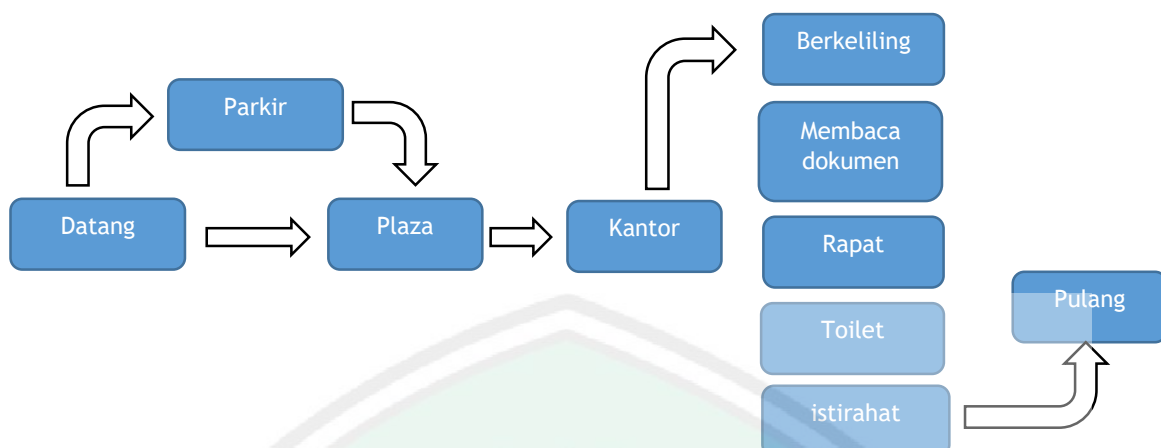 Berkeliling
Parkir
Membaca
dokumen
Datang
Plaza
Kantor
Rapat
Pulang
Toilet
istirahat